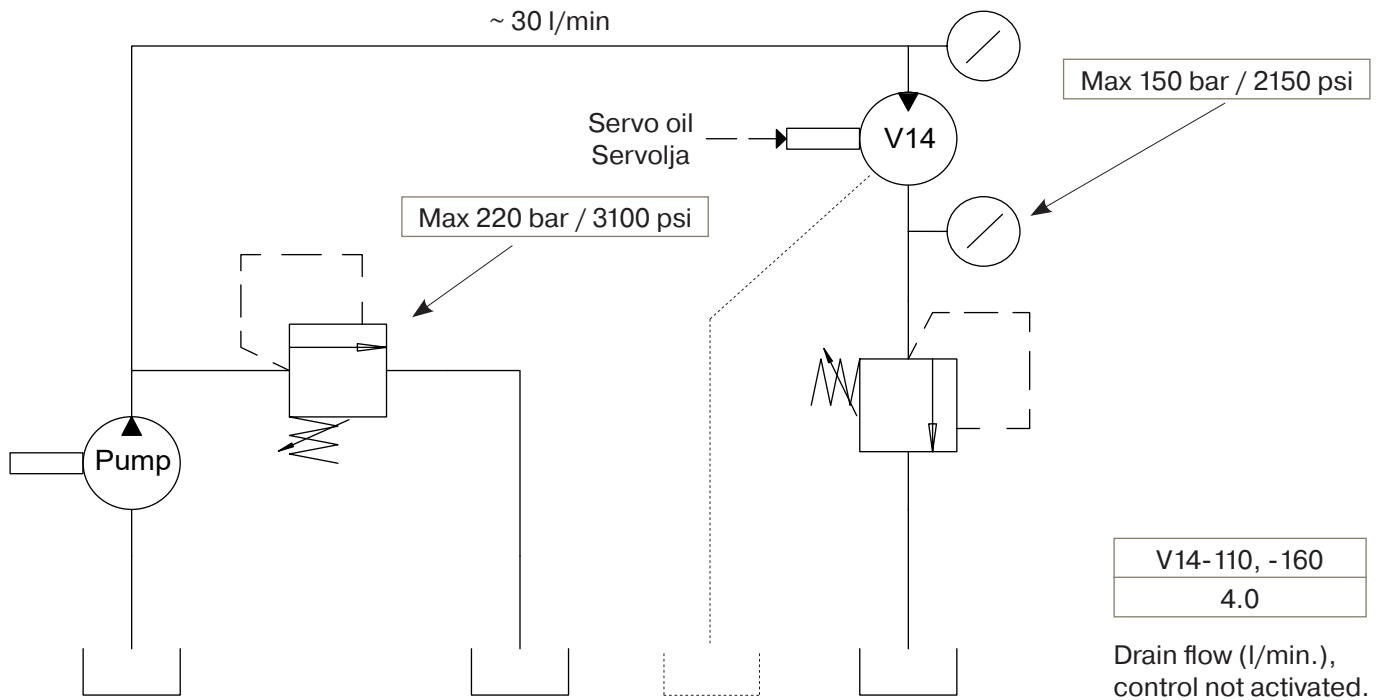 ~ 30 l/min
Max 150 bar / 2150 psi
Servo oil
Servolja
V14
Max 220 bar / 3100 psi
Pump
V14-110, -160
4.0
Drain flow (l/min.),
control not activated.